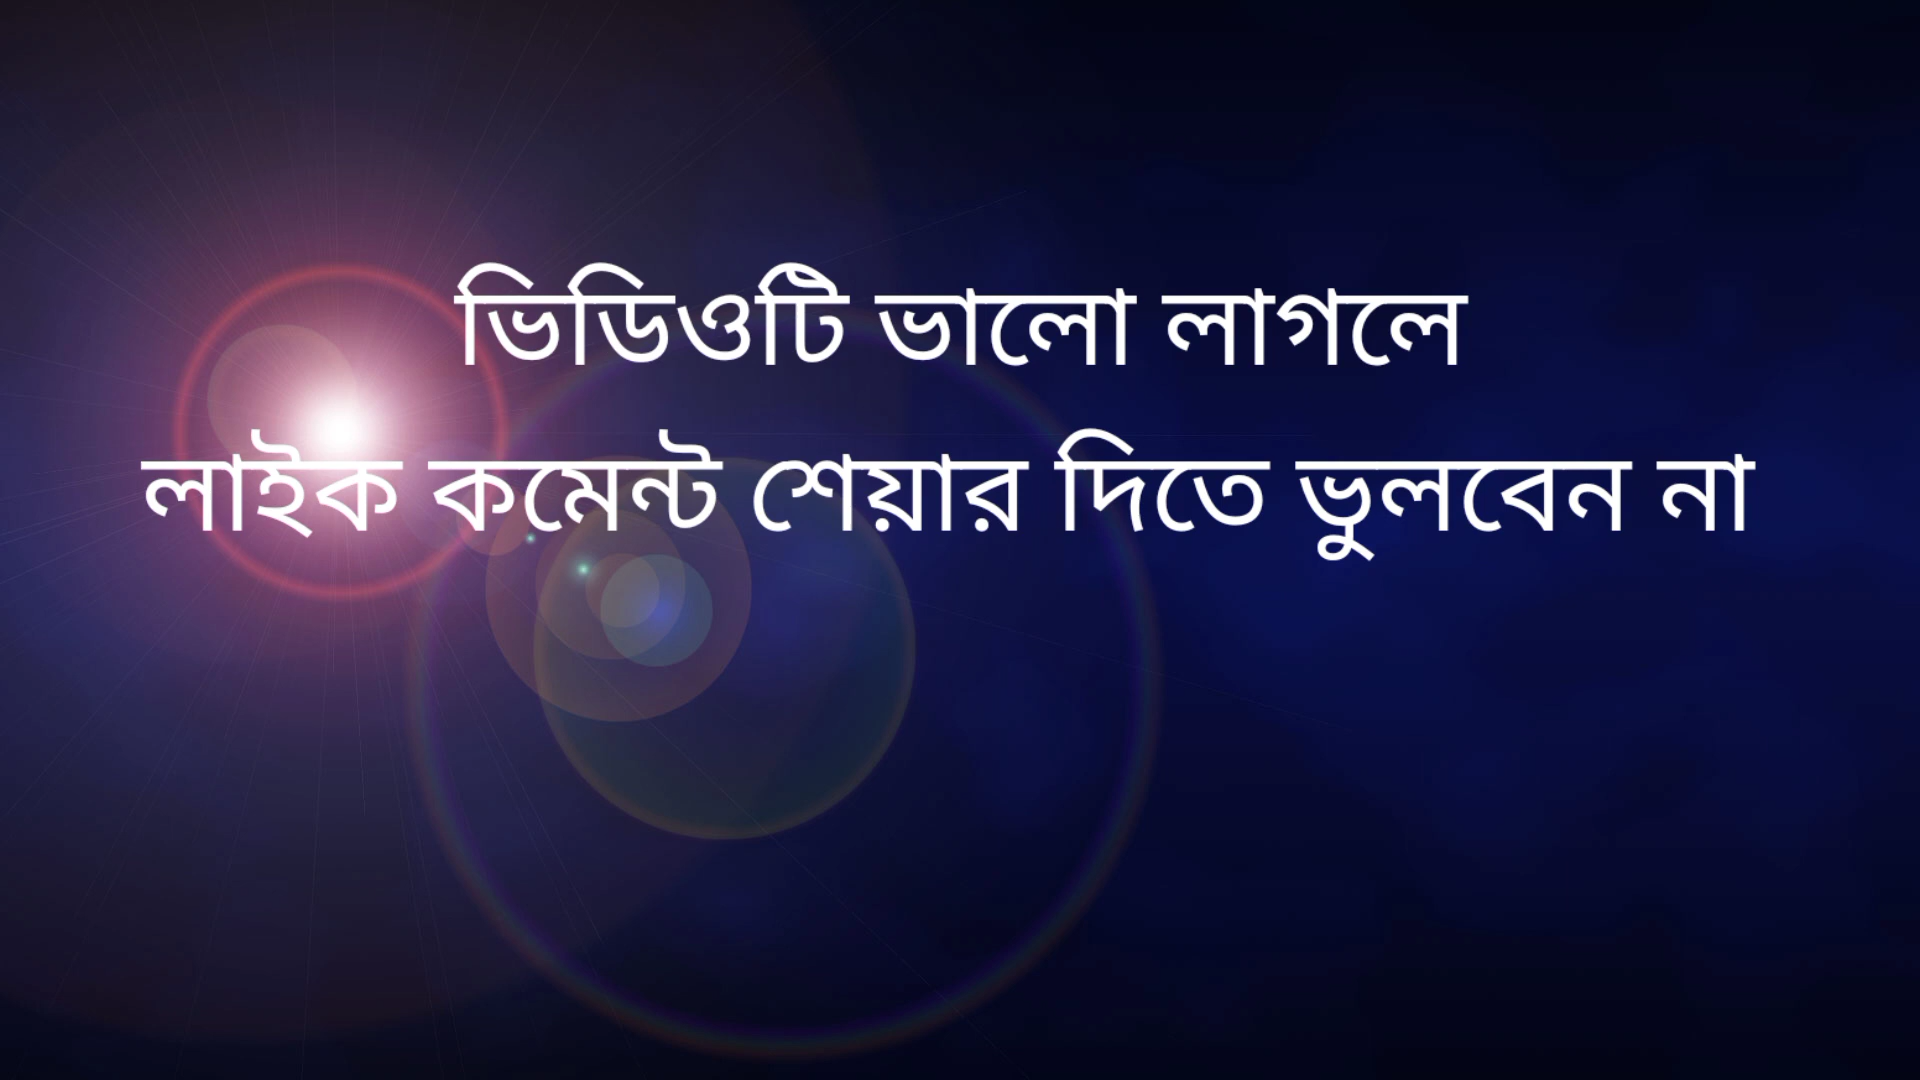 ভিডিওটি ভালো লাগলে
লাইক কমেন্ট শেয়ার দিতে ভুলবেন না